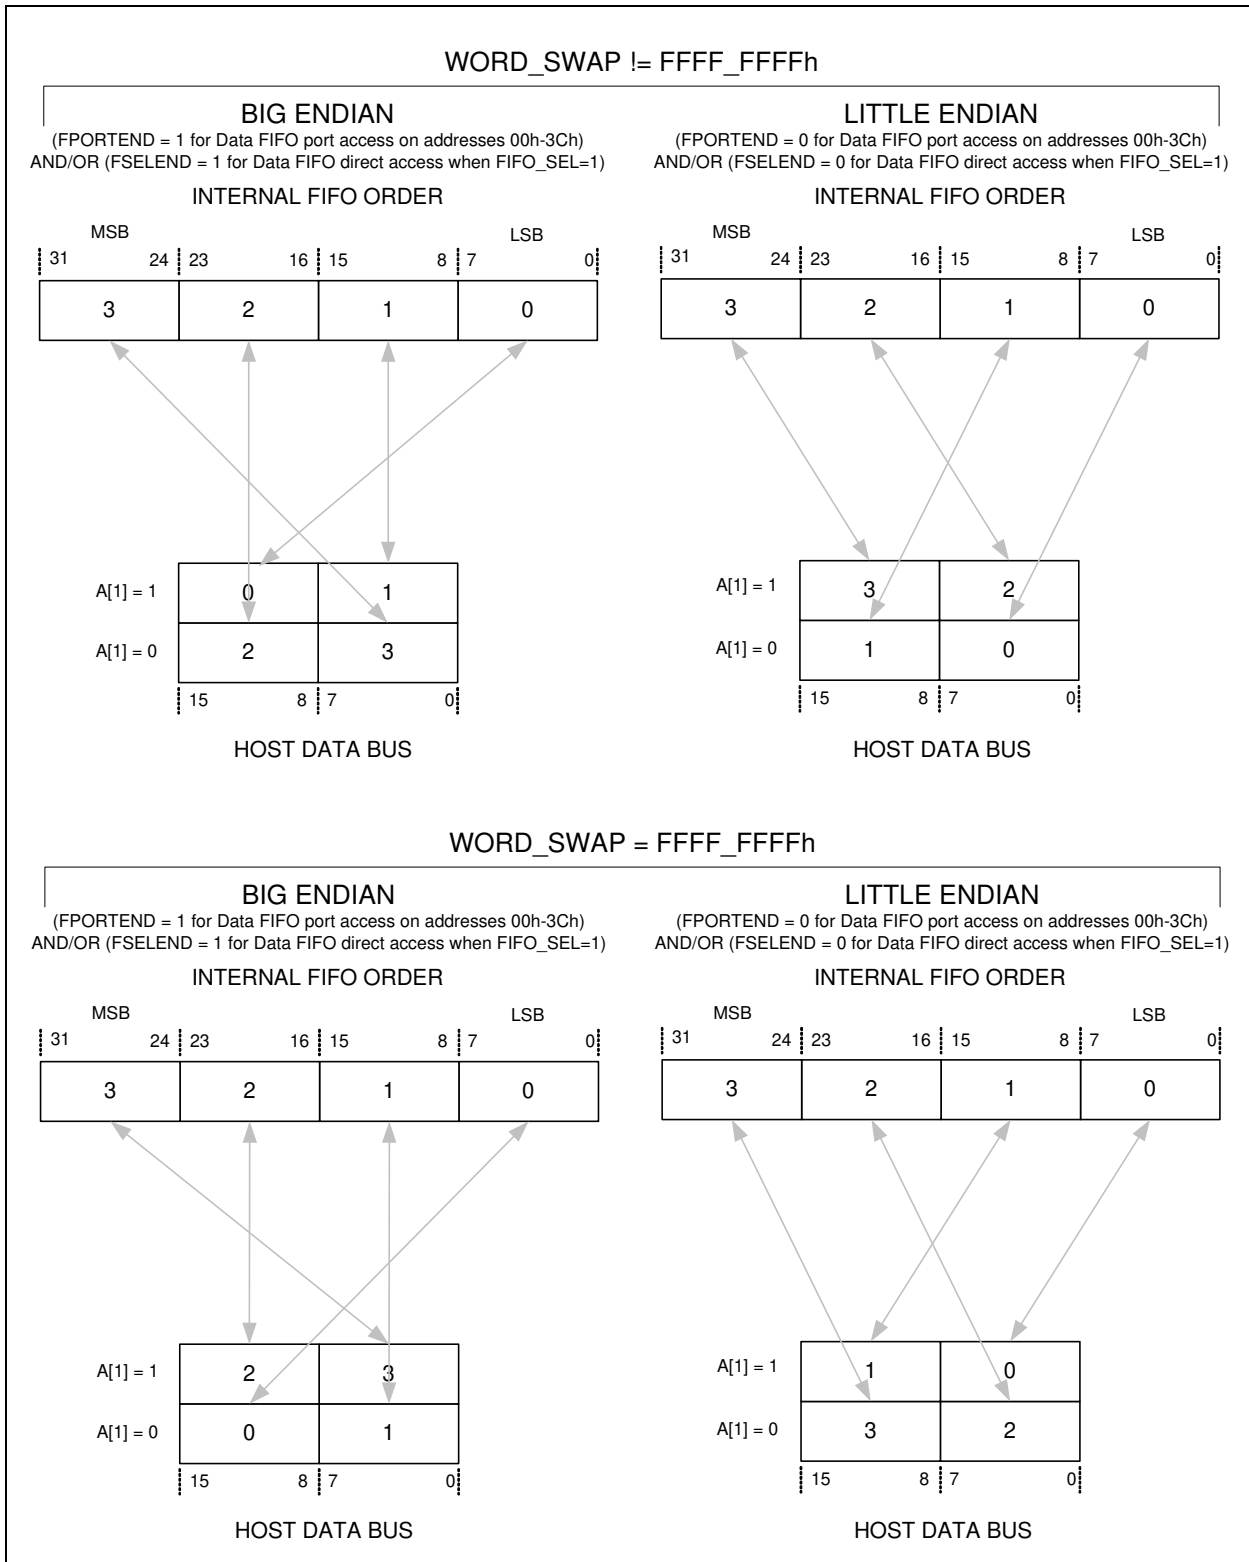 WORD_SWAP != FFFF_FFFFh
BIG ENDIAN
(FPORTEND = 1 for Data FIFO port access on addresses 00h-3Ch)
AND/OR (FSELEND = 1 for Data FIFO direct access when FIFO_SEL=1)
INTERNAL FIFO ORDER
MSB LSB
31 24 23 16 15 8 7 0
3 2 1 0
A[1] = 1 0 1
A[1] = 0 2 3
15 8 7 0
HOST DATA BUS
LITTLE ENDIAN
(FPORTEND = 0 for Data FIFO port access on addresses 00h-3Ch)
AND/OR (FSELEND = 0 for Data FIFO direct access when FIFO_SEL=1)
INTERNAL FIFO ORDER
MSB LSB
31 24 23 16 15 8 7 0
3 2 1 0
A[1] = 1 3 2
A[1] = 0 1 0
15 8 7 0
HOST DATA BUS
WORD_SWAP = FFFF_FFFFh
BIG ENDIAN
(FPORTEND = 1 for Data FIFO port access on addresses 00h-3Ch)
AND/OR (FSELEND = 1 for Data FIFO direct access when FIFO_SEL=1)
INTERNAL FIFO ORDER
MSB LSB
31 24 23 16 15 8 7 0
3 2 1 0
A[1] = 1 2 3
A[1] = 0 0 1
15 8 7 0
HOST DATA BUS
LITTLE ENDIAN
(FPORTEND = 0 for Data FIFO port access on addresses 00h-3Ch)
AND/OR (FSELEND = 0 for Data FIFO direct access when FIFO_SEL=1)
INTERNAL FIFO ORDER
MSB LSB
31 24 23 16 15 8 7 0
3 2 1 0
A[1] = 1 1 0
A[1] = 0 3 2
15 8 7 0
HOST DATA BUS